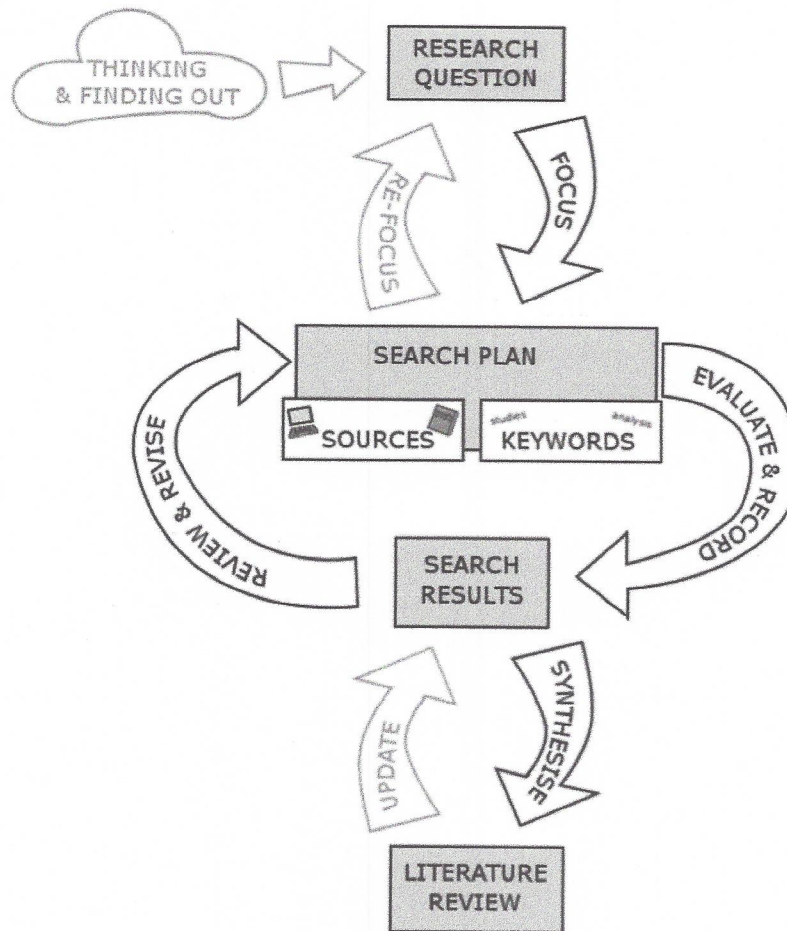 THINKING
& FINDING OUT
RESEARCH
QUESTION
RE-FOCUS
FOCUS
SEARCH PLAN
studies
analysis
SOURCES
KEYWORDS
EVALUATE & RECORD
REVIEW & REVISE
SEARCH
RESULTS
UPDATE
SYNTHESISE
LITERATURE
REVIEW